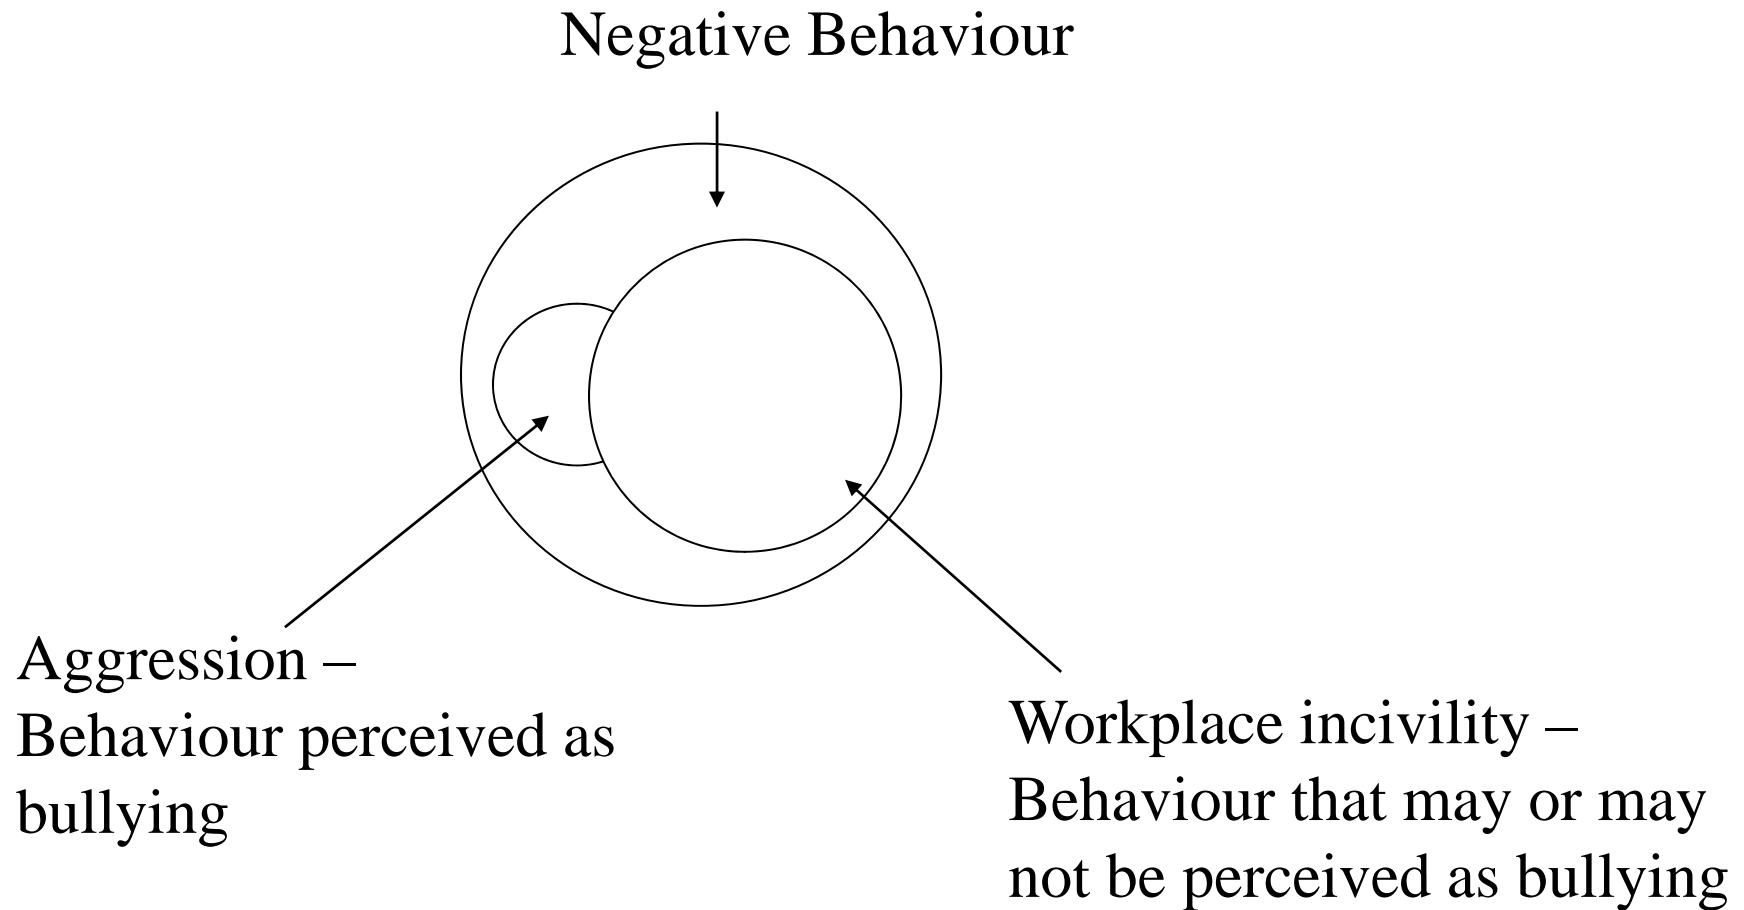 Negative Behaviour
Aggression –
Behaviour perceived as
bullying
Workplace incivility –
Behaviour that may or may
not be perceived as bullying